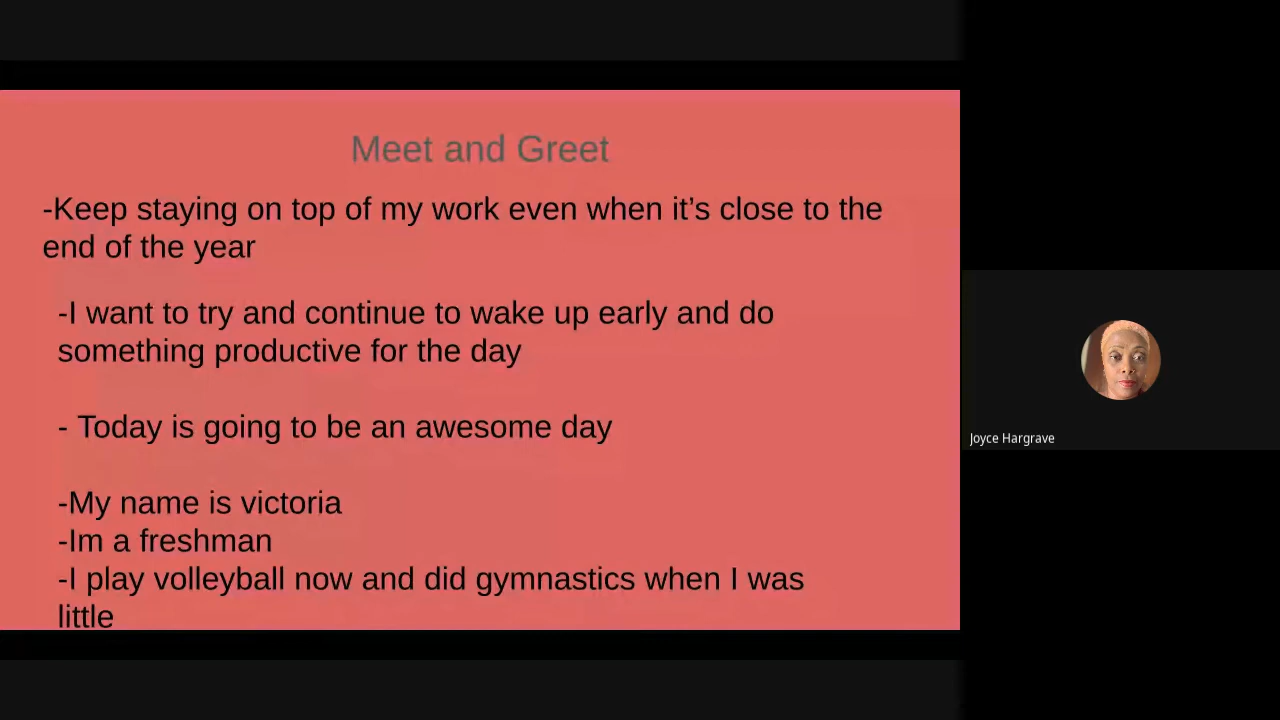 Meet and Greet
-Keep staying on top of my work even when it’s close to the
end of the year
-I want to try and continue to wake up early and do
something productive for the day
- Today is going to be an awesome day
-My name is victoria
-Im a freshman
-I play volleyball now and did gymnastics when I was
little
Joyce Hargrave